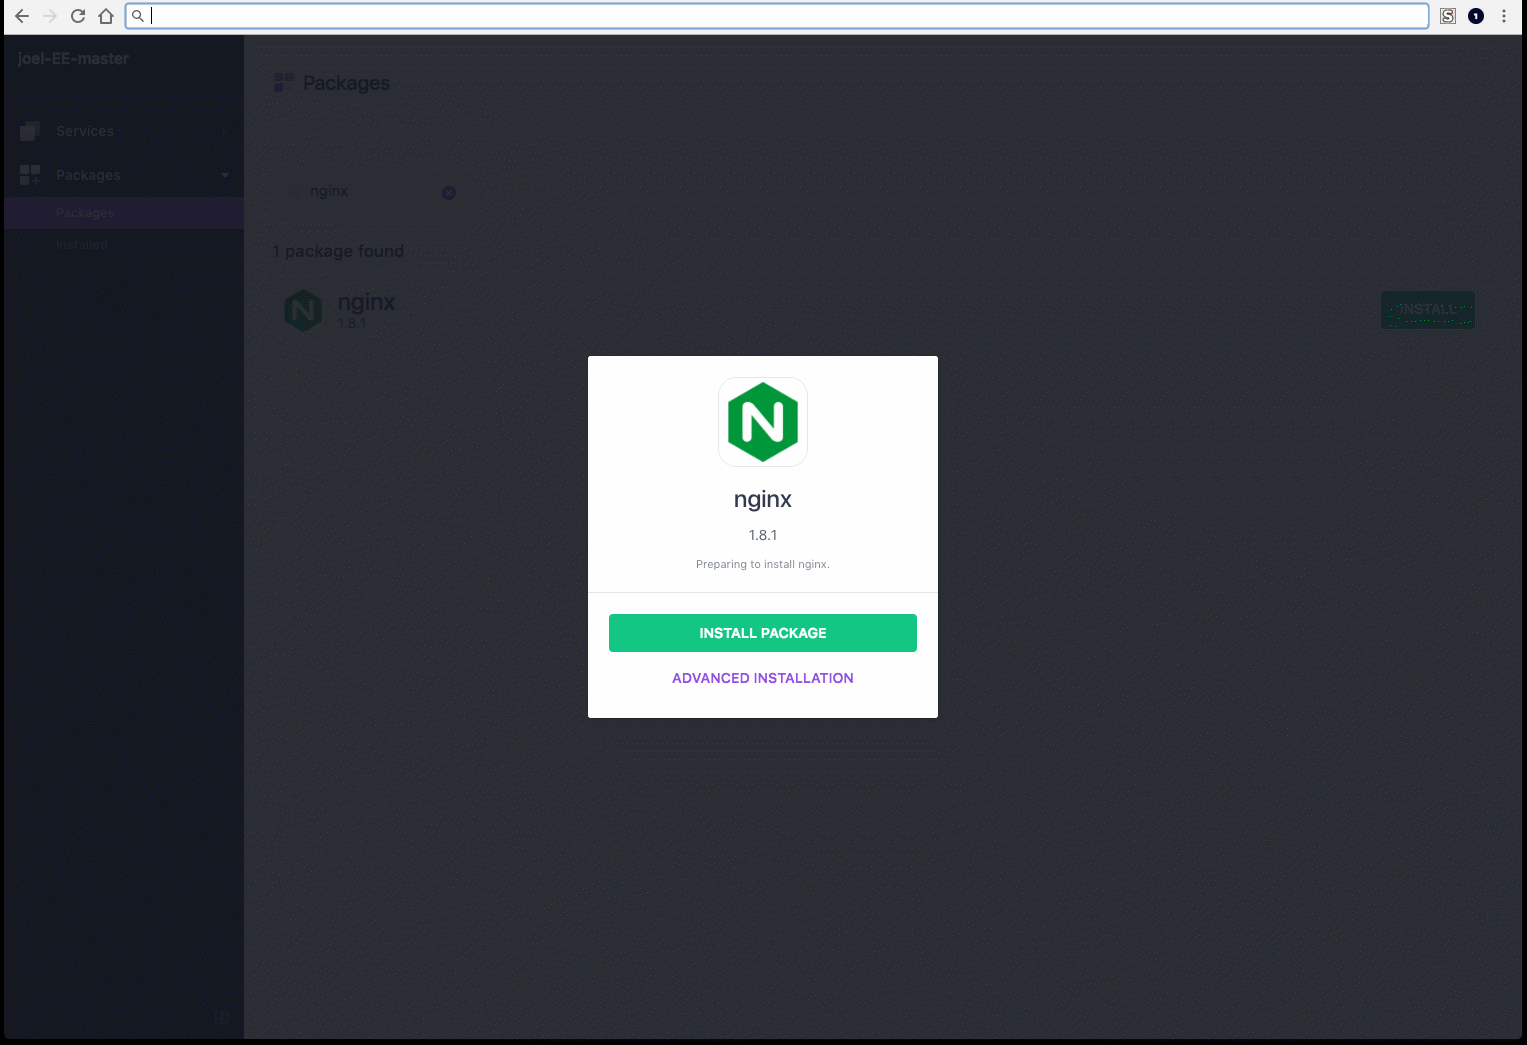 joel-EE-master
Services
Packages
Packages
Installed
Packages
nginx
1 package found
N
nginx
1.8.1
INSTALL
N
nginx
1.8.1
Preparing to install nginx.
INSTALL PACKAGE
ADVANCED INSTALLATION
S
1